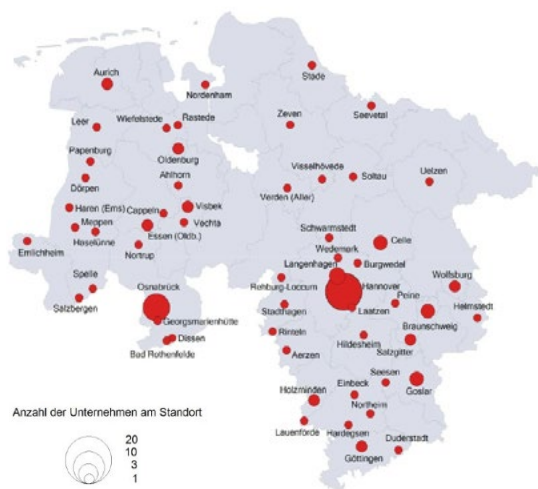 Stade
Aurich
Nordenham
Seevetal
Leer
Wiefelstede
Rastede
Zeven
Papenburg
Oldenburg
Visselhövede
Soltau
Uelzen
Dörpen
Ahlhorn
Verden (Aller)
Haren (Ems)
Cappeln
Visbek
Meppen
Essen (Oldb.)
Vechta
Schwarmstedt
Celle
Emlichheim
Haselünne
Nortrup
Wedemark
Langenhagen
Burgwedel
Spelle
Osnabrück
Rehburg-Loccum
Hannover
Wolfsburg
Salzbergen
Stadthagen
Laatzen
Peine
Helmstedt
Georgsmarienhütte
Braunschweig
Dissen
Rinteln
Hildesheim
Salzgitter
Bad Rothenfelde
Aerzen
Seesen
Holzminden
Einbeck
Goslar
Anzahl der Unternehmen am Standort
Northeim
Lauenförde
Hardegsen
Duderstadt
Göttingen
20
10
3
1